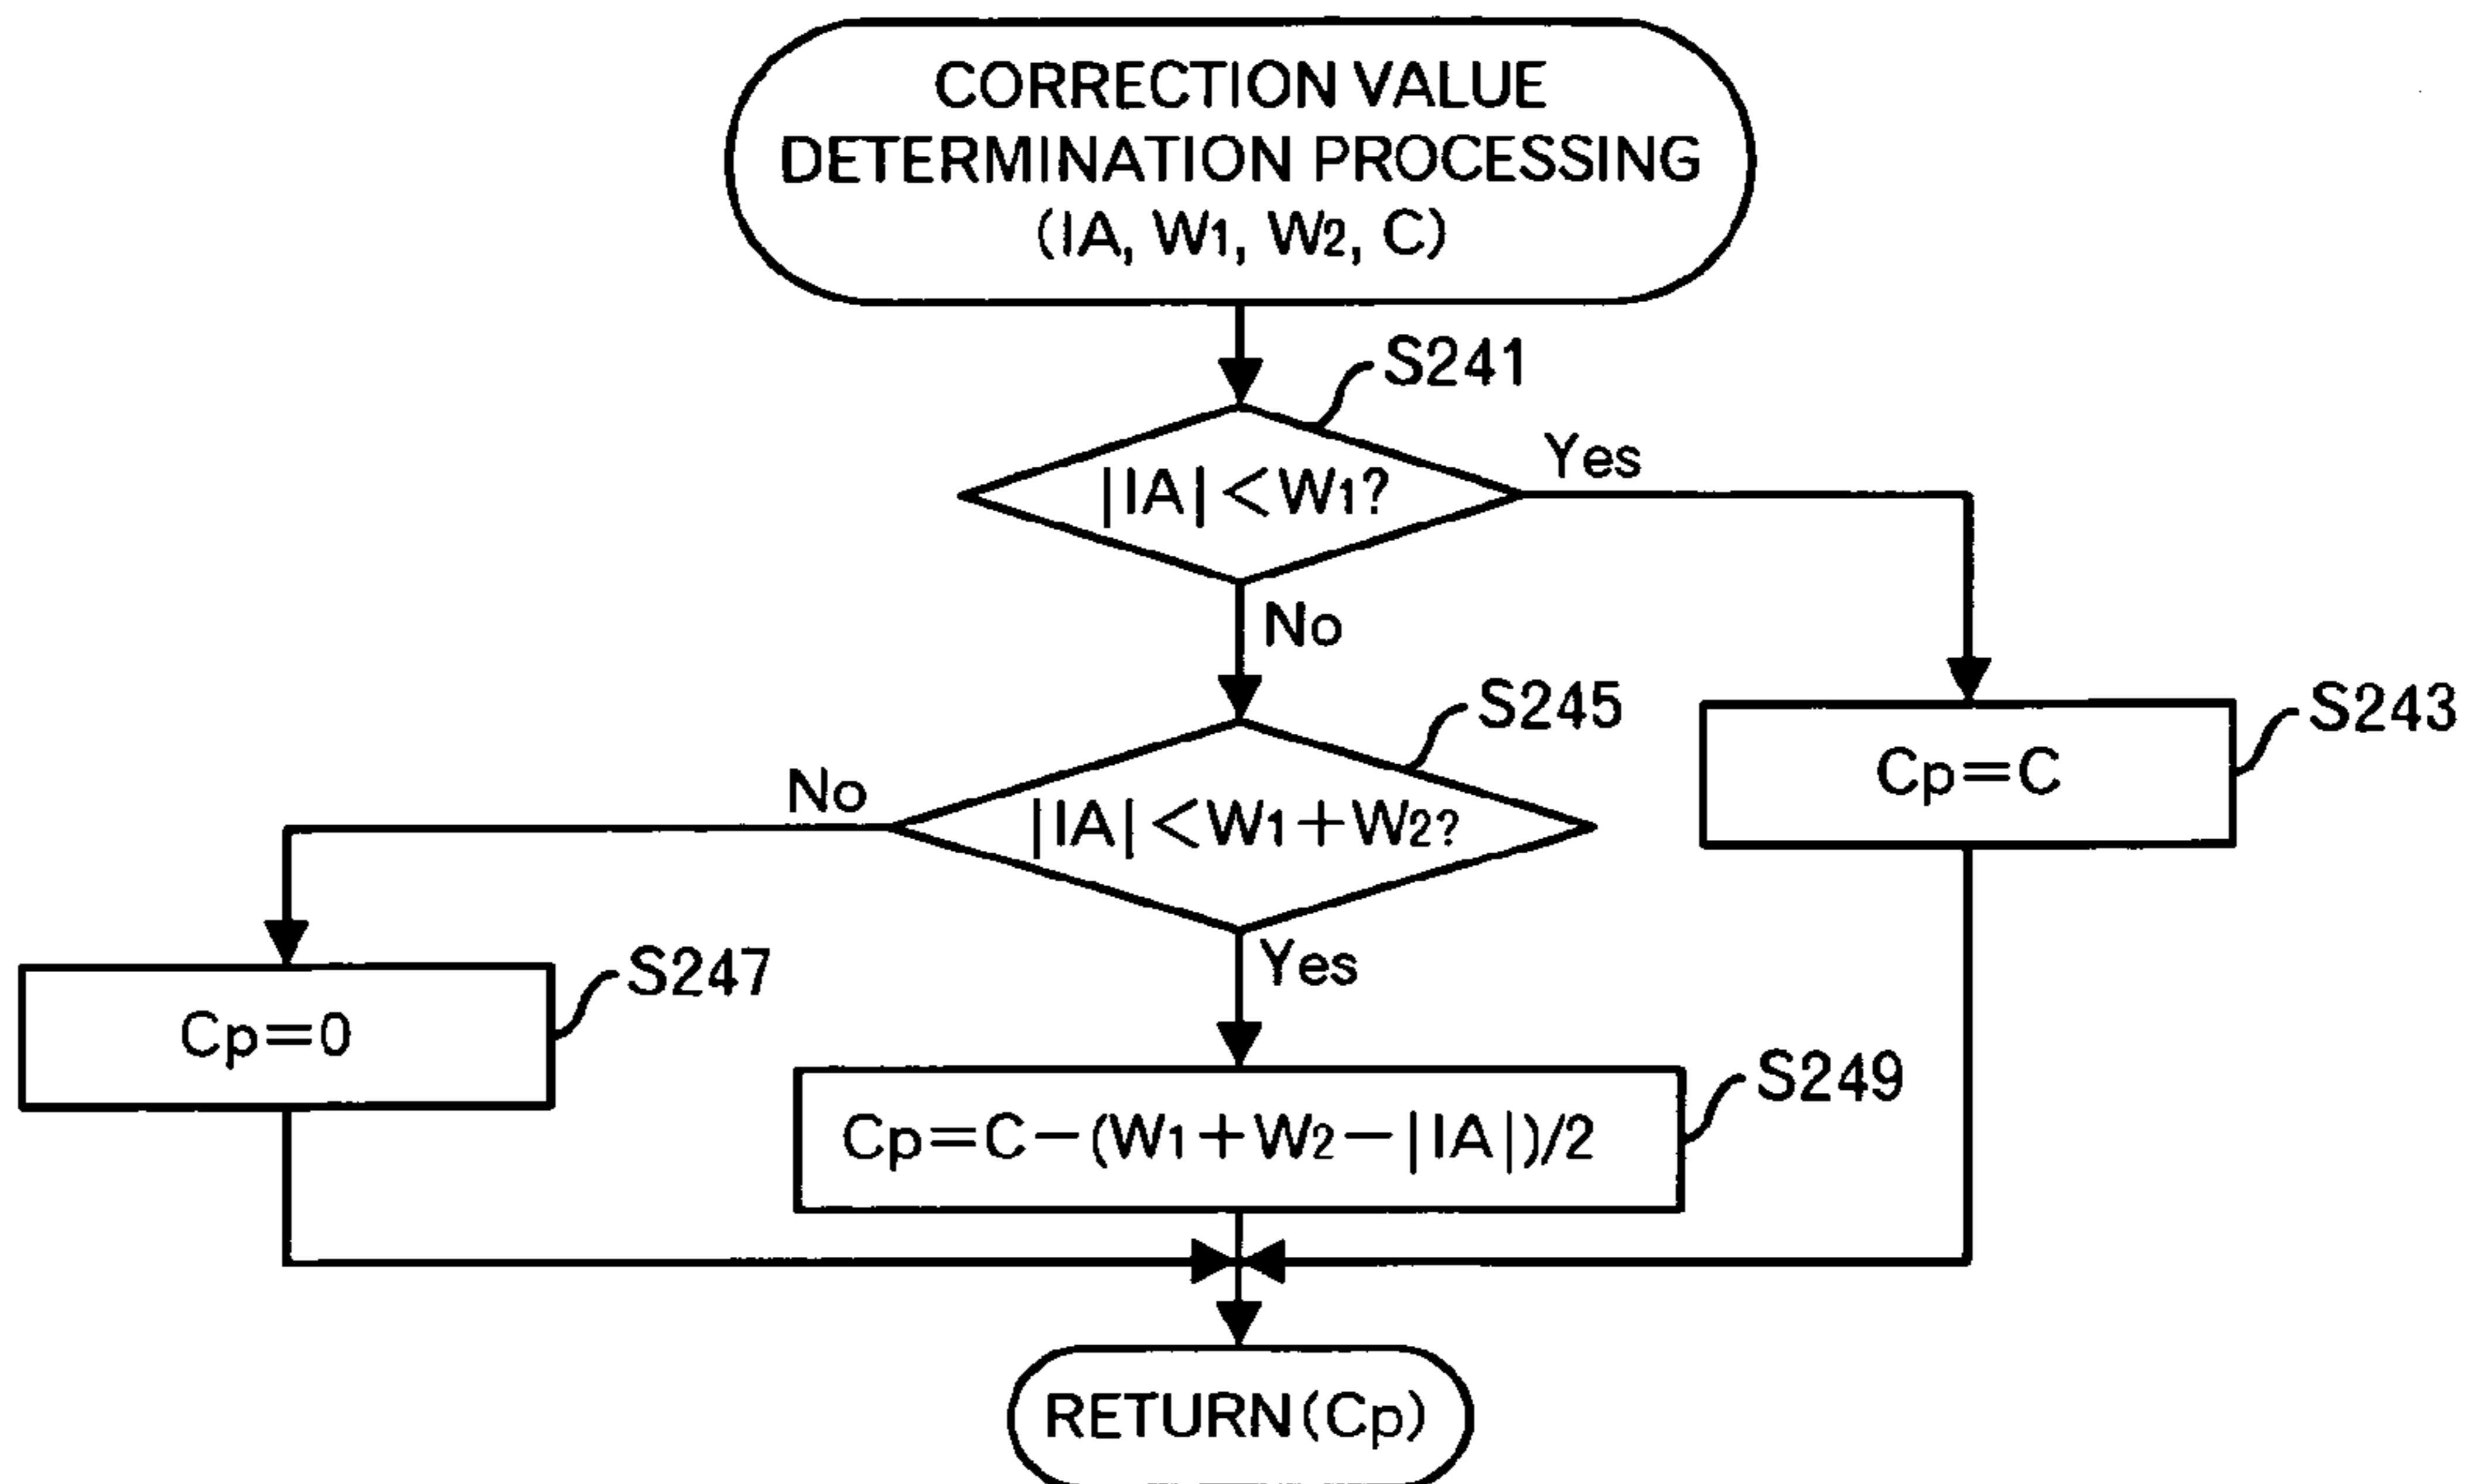 CORRECTION VALUE
DETERMINATION PROCESSING
(IA, W1, W2, C)
S241
|IA|<W1?
Yes
No
S245
|IA|<W1+W2?
No
Yes
S243
Cp=C
S247
Cp=0
S249
Cp=C-(W1+W2-|IA|)/2
RETURN(Cp)